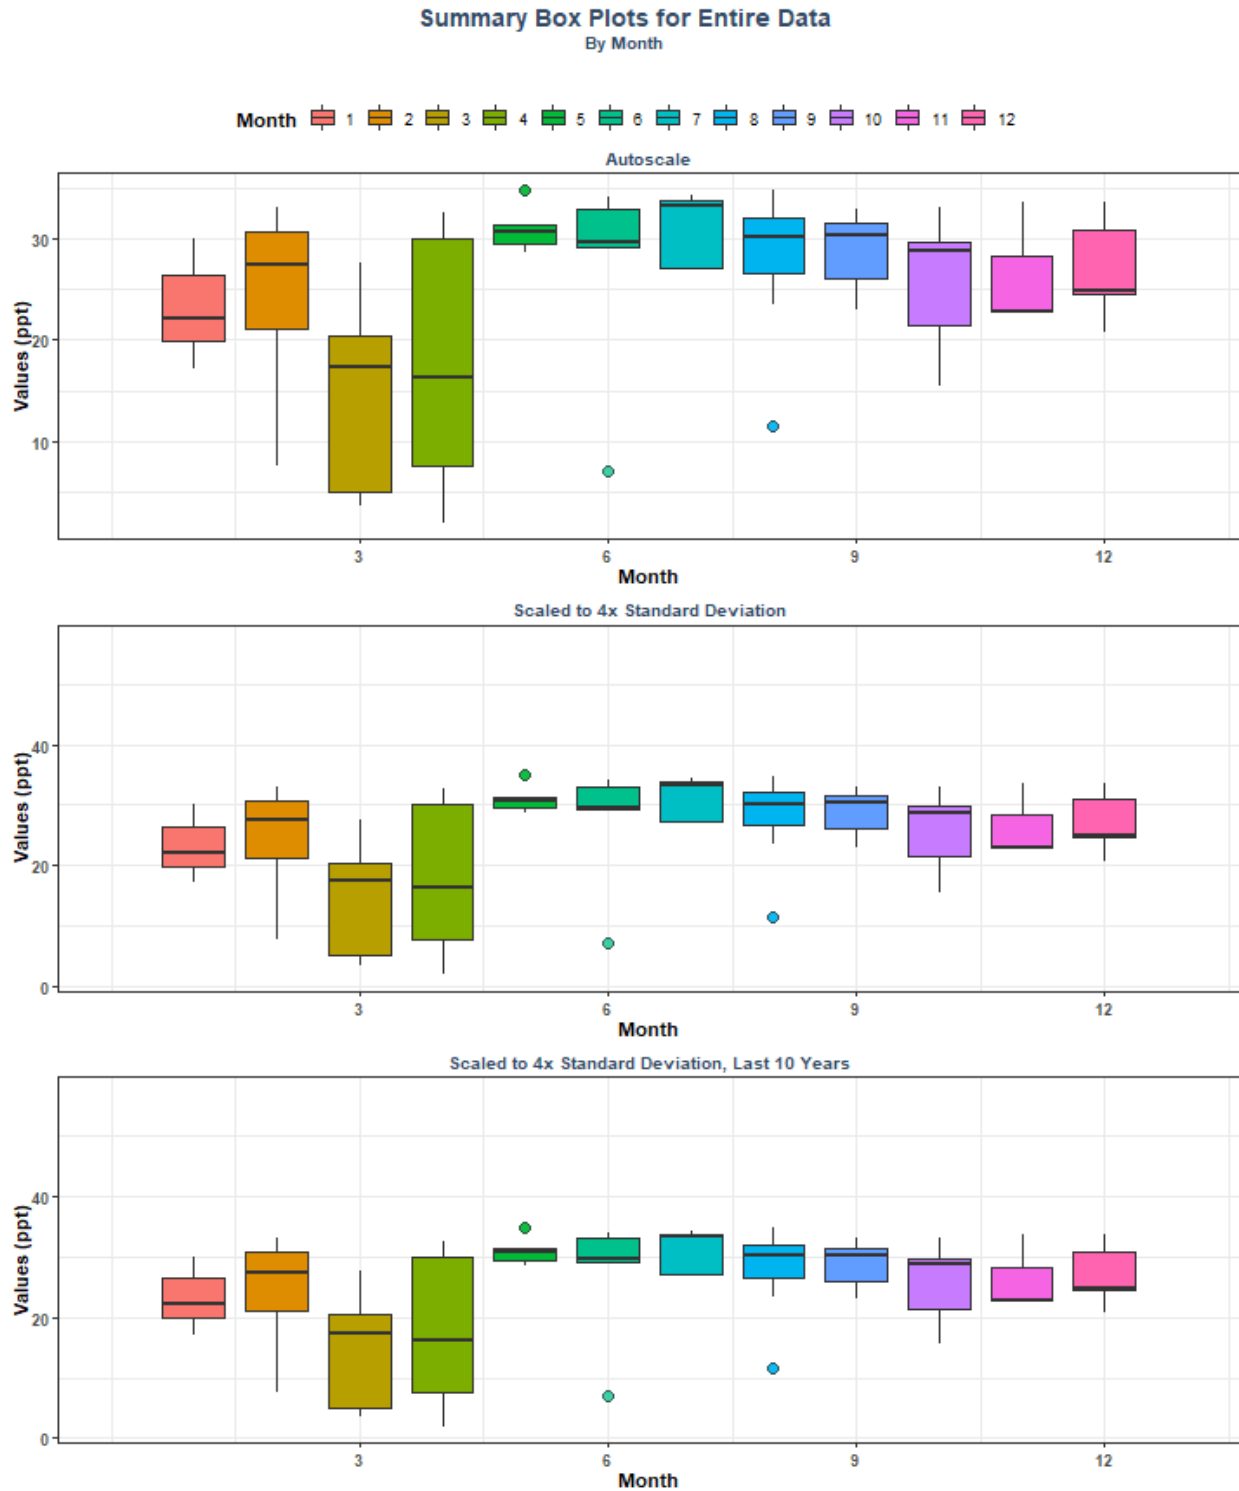 Summary Box Plots for Entire Data
By Month
Month 1 2 3 4 5 6 7 8 9 10 11 12
Autoscale
Values (ppt)
30
20
10
3 6 9 12
Month
Scaled to 4x Standard Deviation
Values (ppt)
40
20
0
3 6 9 12
Month
Scaled to 4x Standard Deviation, Last 10 Years
Values (ppt)
40
20
0
3 6 9 12
Month